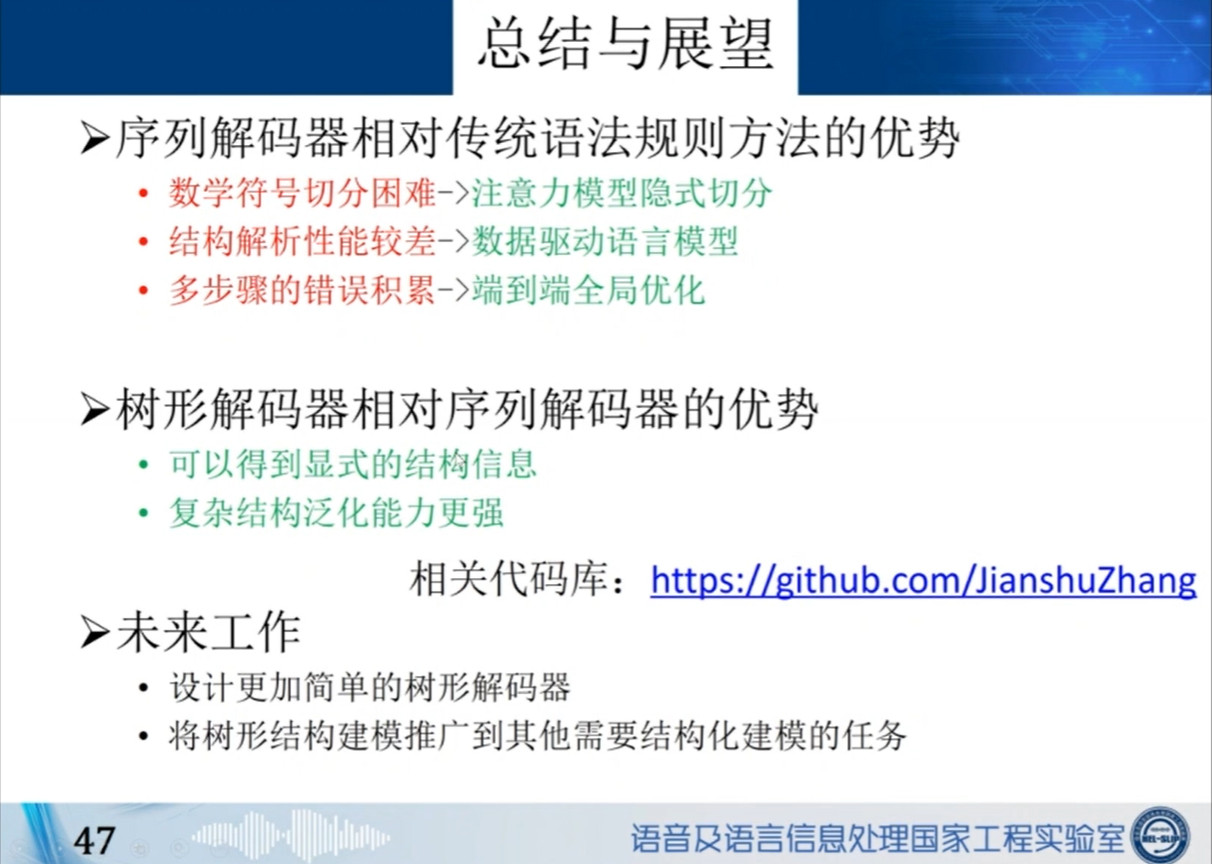 总结与展望
➢序列解码器相对传统语法规则方法的优势
• 数学符号切分困难->注意力模型隐式切分
• 结构解析性能较差->数据驱动语言模型
• 多步骤的错误积累->端到端全局优化
➢树形解码器相对序列解码器的优势
• 可以得到显式的结构信息
• 复杂结构泛化能力更强
相关代码库：https://github.com/JianshuZhang
➢未来工作
• 设计更加简单的树形解码器
• 将树形结构建模推广到其他需要结构化建模的任务
47
语音及语言信息处理国家工程实验室
NEL-SLIP